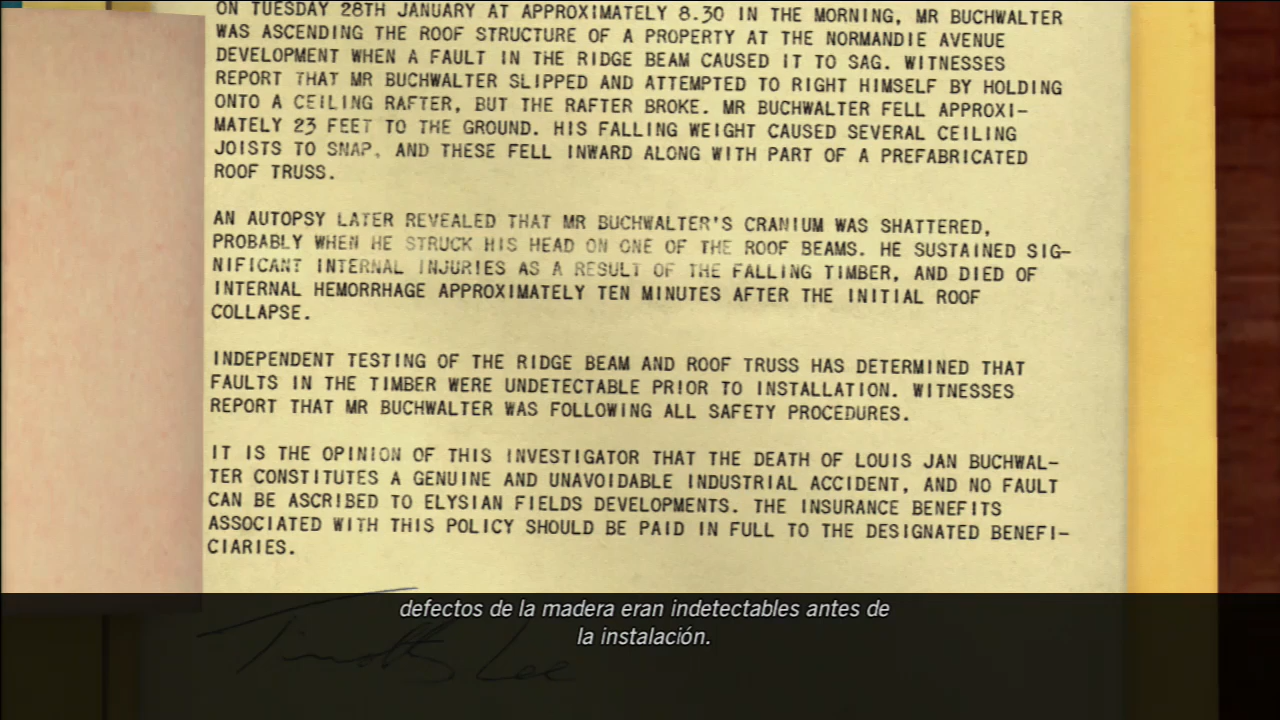 ON TUESDAY 28TH JANUARY AT APPROXIMATELY 8.30 IN THE MORNING, MR BUCHWALTER
WAS ASCENDING THE ROOF STRUCTURE OF A PROPERTY AT THE NORMANDIE AVENUE
DEVELOPMENT WHEN A FAULT IN THE RIDGE BEAM CAUSED IT TO SAG. WITNESSES
REPORT THAT MR BUCHWALTER SLIPPED AND ATTEMPTED TO RIGHT HIMSELF BY HOLDING
ONTO A CEILING RAFTER, BUT THE RAFTER BROKE. MR BUCHWALTER FELL APPROXI-
MATELY 23 FEET TO THE GROUND. HIS FALLING WEIGHT CAUSED SEVERAL CEILING
JOISTS TO SNAP, AND THESE FELL INWARD ALONG WITH PART OF A PREFABRICATED
ROOF TRUSS.
AN AUTOPSY LATER REVEALED THAT MR BUCHWALTER'S CRANIUM WAS SHATTERED,
PROBABLY WHEN HE STRUCK HIS HEAD ON ONE OF THE ROOF BEAMS. HE SUSTAINED SIG-
NIFICANT INTERNAL INJURIES AS A RESULT OF THE FALLING TIMBER, AND DIED OF
INTERNAL HEMORRHAGE APPROXIMATELY TEN MINUTES AFTER THE INITIAL ROOF
COLLAPSE.
INDEPENDENT TESTING OF THE RIDGE BEAM AND ROOF TRUSS HAS DETERMINED THAT
FAULTS IN THE TIMBER WERE UNDETECTABLE PRIOR TO INSTALLATION. WITNESSES
REPORT THAT MR BUCHWALTER WAS FOLLOWING ALL SAFETY PROCEDURES.
IT IS THE OPINION OF THIS INVESTIGATOR THAT THE DEATH OF LOUIS JAN BUCHWAL-
TER CONSTITUTES A GENUINE AND UNAVOIDABLE INDUSTRIAL ACCIDENT, AND NO FAULT
CAN BE ASCRIBED TO ELYSIAN FIELDS DEVELOPMENTS. THE INSURANCE BENEFITS
ASSOCIATED WITH THIS POLICY SHOULD BE PAID IN FULL TO THE DESIGNATED BENEFI-
CIARIES.
defectos de la madera eran indetectables antes de
la instalación.
Timothy Lee